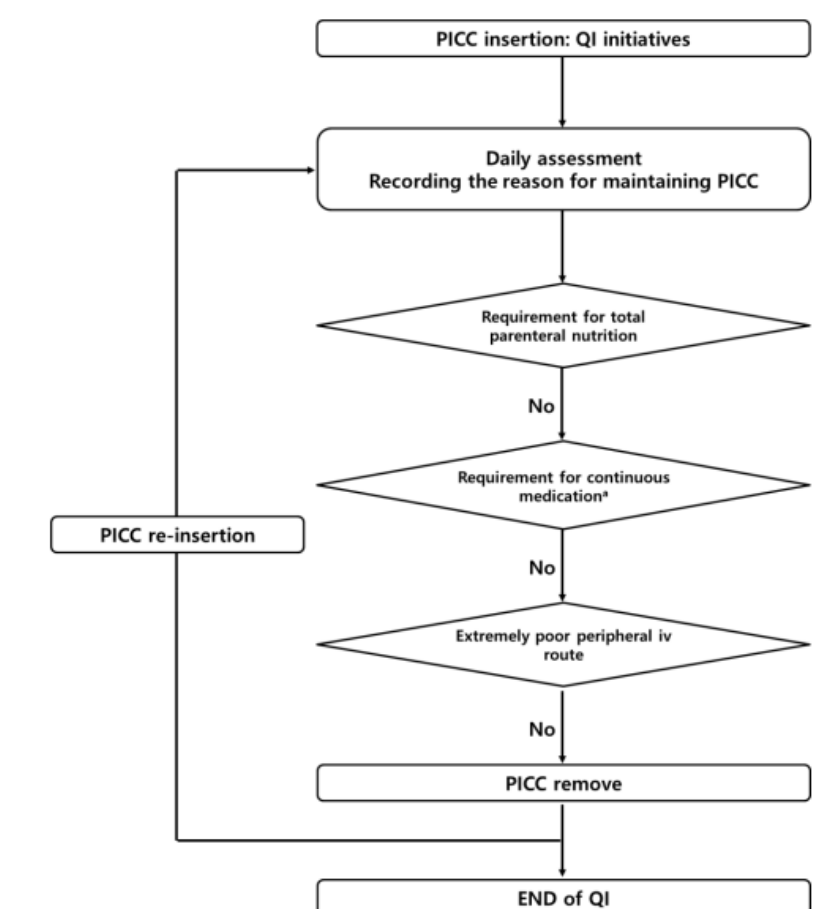 PICC insertion: QI initiatives
Daily assessment
Recording the reason for maintaining PICC
Requirement for total
parenteral nutrition
No
Requirement for continuous
medicationᵃ
PICC re-insertion
No
Extremely poor peripheral iv
route
No
PICC remove
END of QI